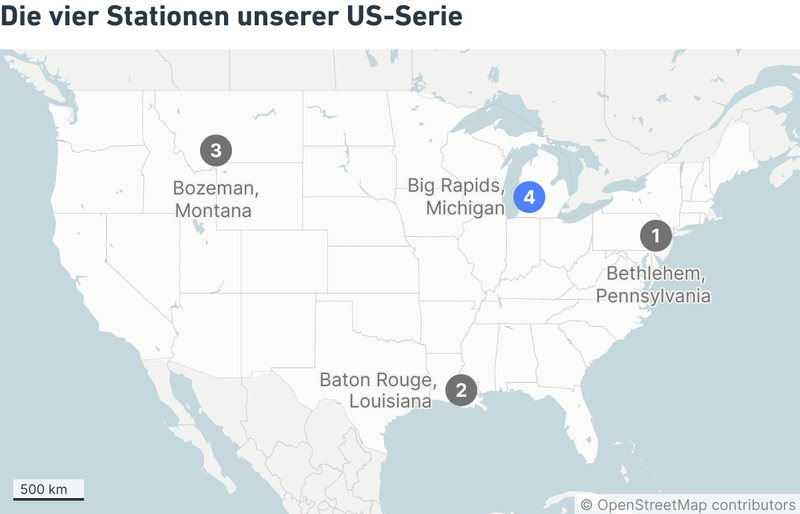 Die vier Stationen unserer US-Serie
3
Bozeman,
Montana
Big Rapids,
Michigan
4
1
Bethlehem,
Pennsylvania
Baton Rouge,
Louisiana
2
500 km
© OpenStreetMap contributors